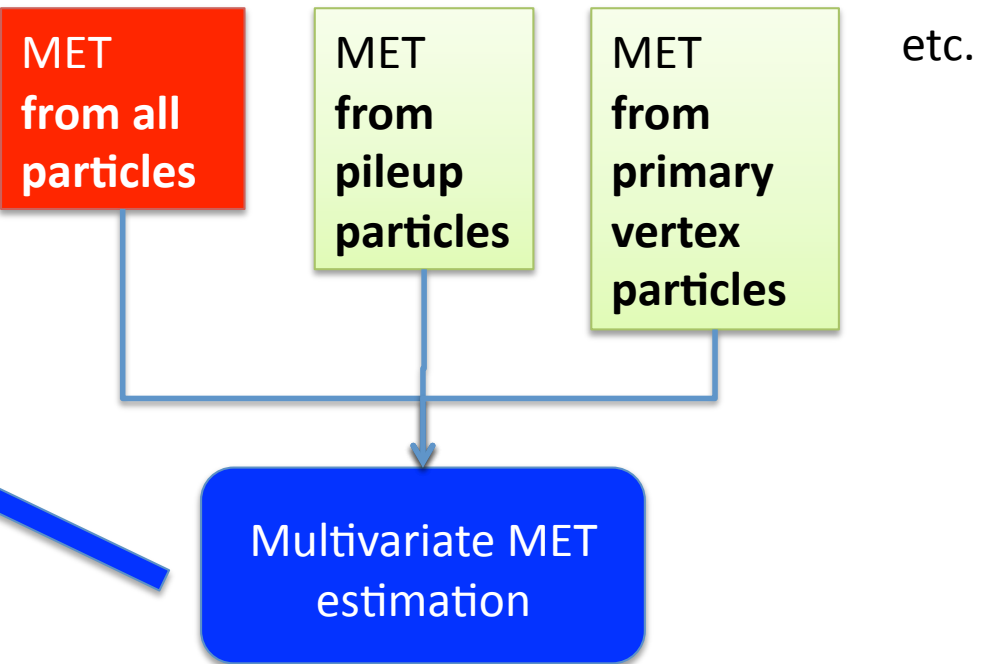 MET
from all
particles
MET
from
pileup
particles
MET
from
primary
vertex
particles
etc.
Multivariate MET
estimation